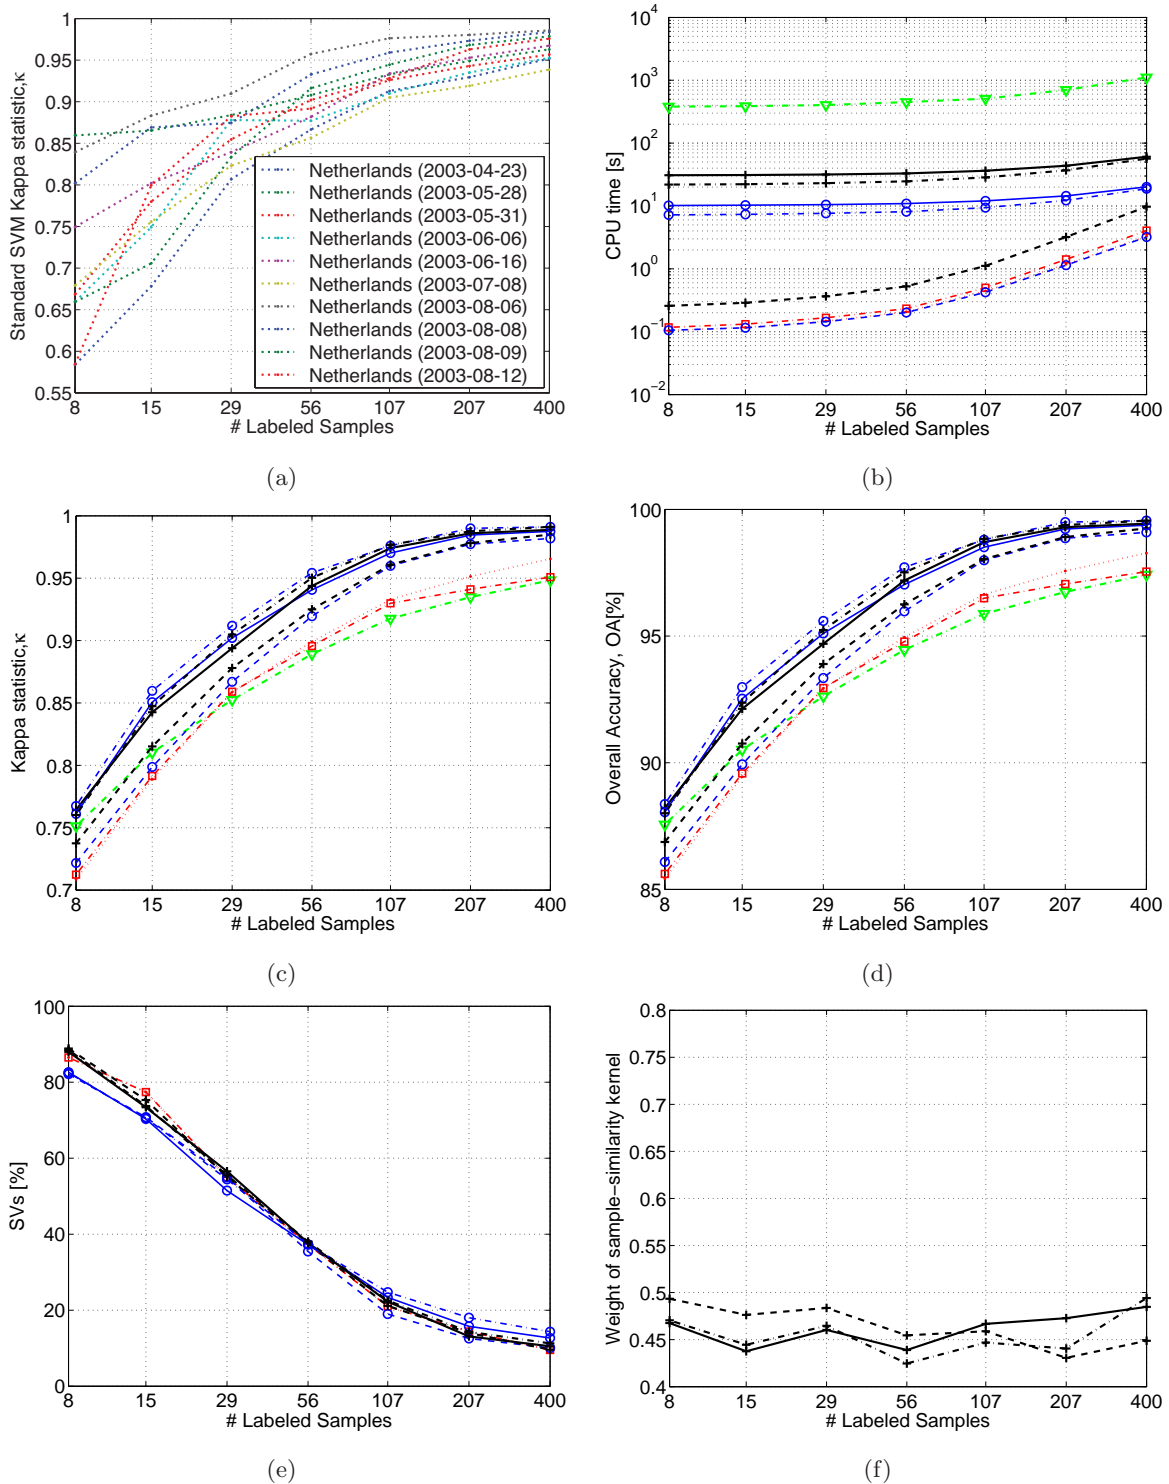 1
0.95
0.9
0.85
0.8
0.75
0.7
0.65
0.6
0.55
Standard SVM Kappa statistic,κ
Netherlands (2003-04-23)
Netherlands (2003-05-28)
Netherlands (2003-05-31)
Netherlands (2003-06-06)
Netherlands (2003-06-16)
Netherlands (2003-07-08)
Netherlands (2003-08-06)
Netherlands (2003-08-08)
Netherlands (2003-08-09)
Netherlands (2003-08-12)
8 15 29 56 107 207 400
# Labeled Samples
(a)
10^4
10^3
10^2
10^1
10^0
10^−1
10^−2
CPU time [s]
8 15 29 56 107 207 400
# Labeled Samples
(b)
1
0.95
0.9
0.85
0.8
0.75
0.7
Kappa statistic,κ
8 15 29 56 107 207 400
# Labeled Samples
(c)
100
95
90
85
Overall Accuracy, OA[%]
8 15 29 56 107 207 400
# Labeled Samples
(d)
100
80
60
40
20
0
SVs [%]
8 15 29 56 107 207 400
# Labeled Samples
(e)
0.8
0.75
0.7
0.65
0.6
0.55
0.5
0.45
0.4
Weight of sample−similarity kernel
8 15 29 56 107 207 400
# Labeled Samples
(f)